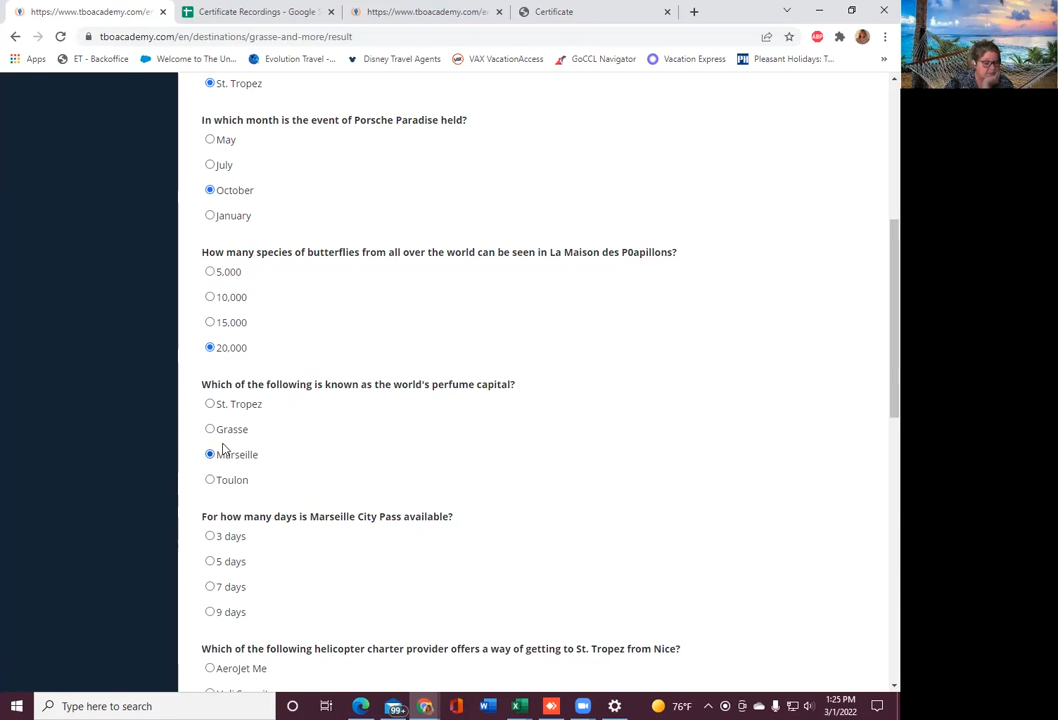 https://www.tboacademy.com/er
Certificate Recordings - Google S
https://www.tboacademy.com/en
Certificate
tboacademy.com/en/destinations/grasse-and-more/result
Apps
ET - Backoffice
Welcome to The Un...
Evolution Travel -...
Disney Travel Agents
VAX VacationAccess
GoCCL Navigator
Vacation Express
Pleasant Holidays: T...
St. Tropez
In which month is the event of Porsche Paradise held?
May
July
October
January
How many species of butterflies from all over the world can be seen in La Maison des P0apillons?
5,000
10,000
15,000
20,000
Which of the following is known as the world's perfume capital?
St. Tropez
Grasse
Marseille
Toulon
For how many days is Marseille City Pass available?
3 days
5 days
7 days
9 days
Which of the following helicopter charter provider offers a way of getting to St. Tropez from Nice?
AeroJet Me
Type here to search
99+
76°F
1:25 PM
3/1/2022